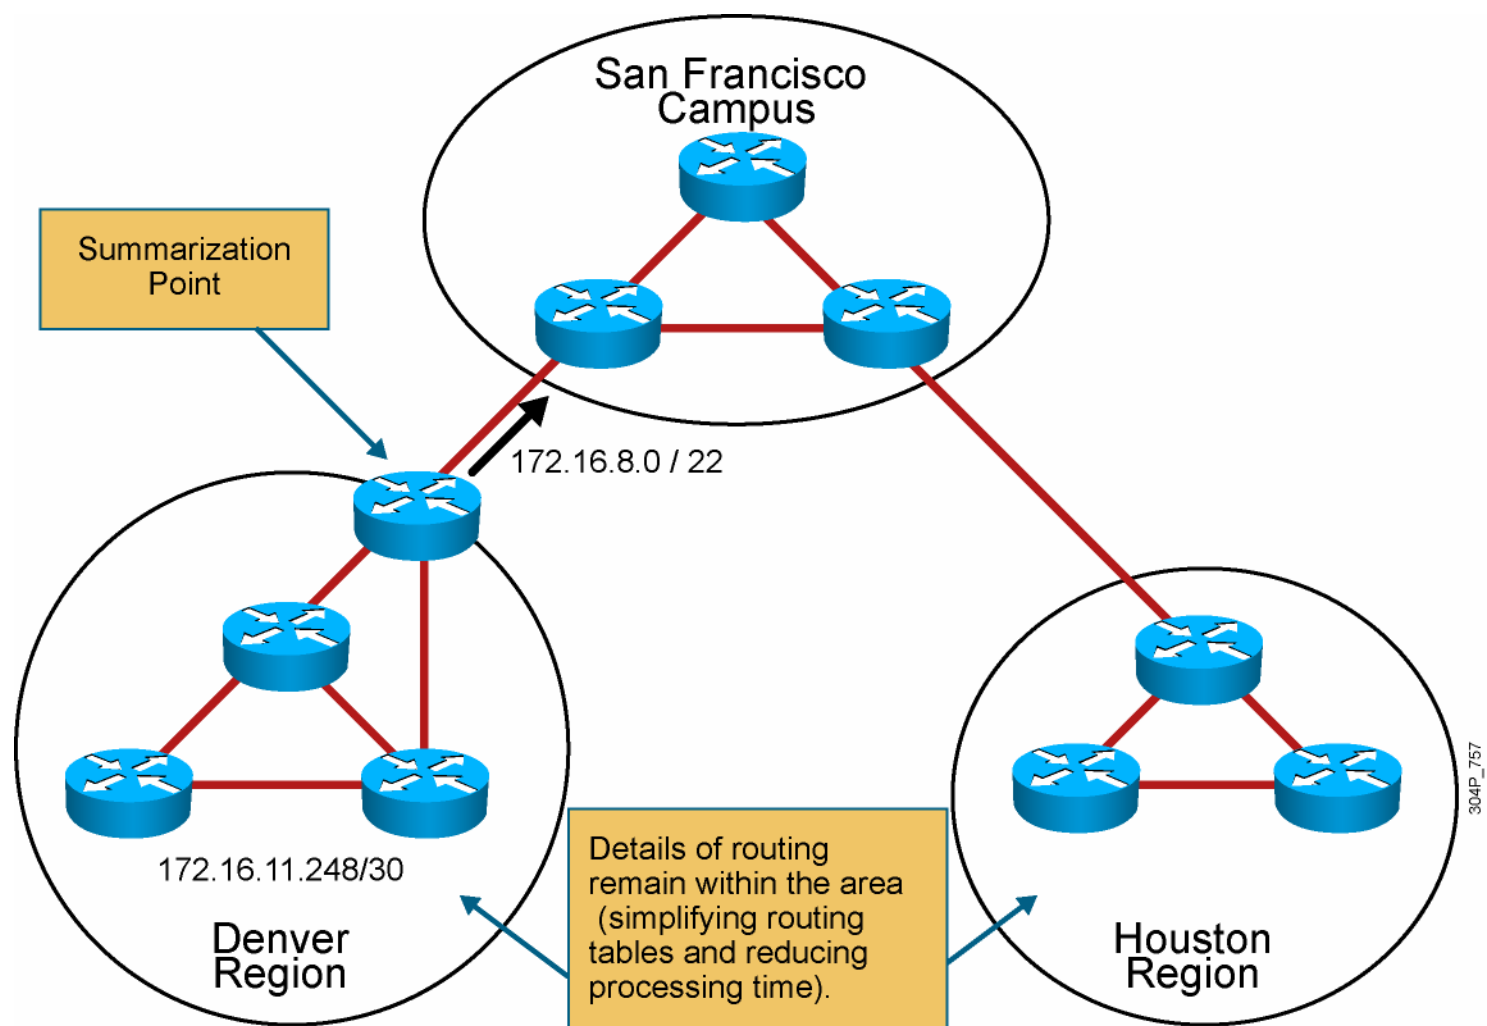 San Francisco
Campus
Summarization
Point
172.16.8.0 / 22
172.16.11.248/30
Denver
Region
Details of routing
remain within the area
(simplifying routing
tables and reducing
processing time).
Houston
Region
304P_757